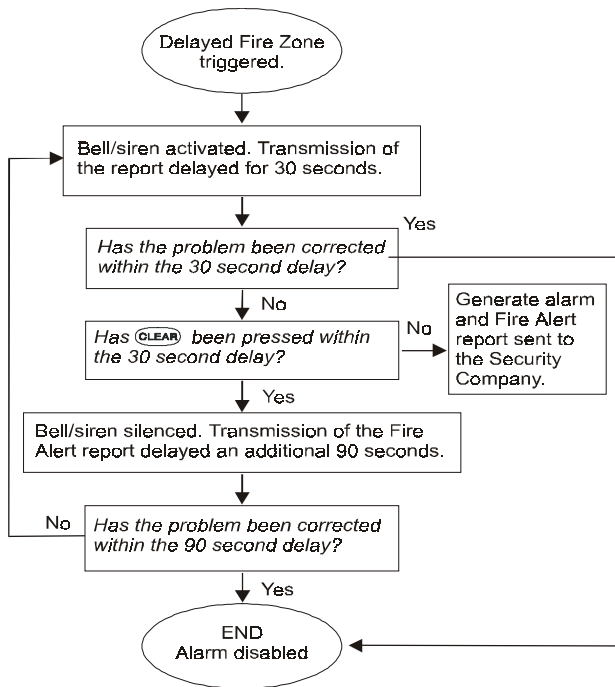 Delayed Fire Zone
triggered.
Bell/siren activated. Transmission of
the report delayed for 30 seconds.
Yes
Has the problem been corrected
within the 30 second delay?
No
Has CLEAR been pressed within
the 30 second delay?
No
Generate alarm
and Fire Alert
report sent to
the Security
Company.
Yes
Bell/siren silenced. Transmission of the Fire
Alert report delayed an additional 90 seconds.
No
Has the problem been corrected
within the 90 second delay?
Yes
END
Alarm disabled